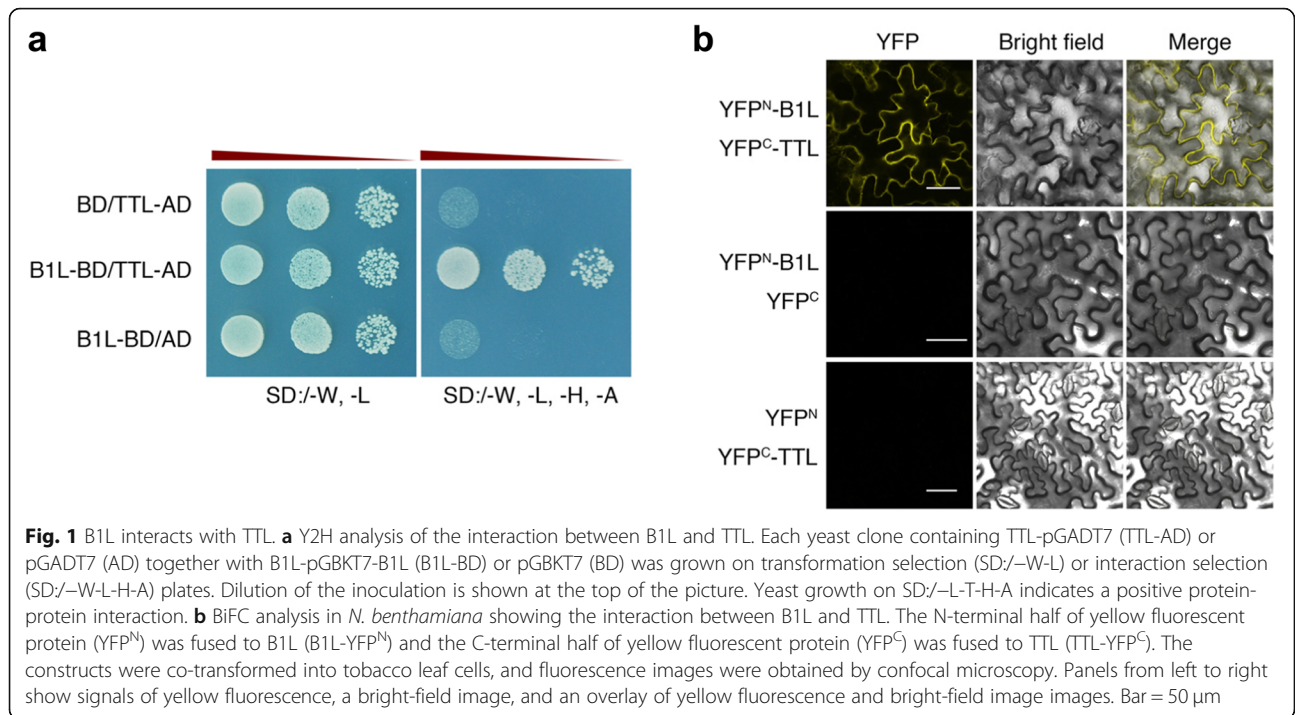 a
BD/TTL-AD
B1L-BD/TTL-AD
B1L-BD/AD
SD:/-W, -L
SD:/-W, -L, -H, -A
b
YFP
Bright field
Merge
YFPᴺ-B1L
YFPᶜ-TTL
YFPᴺ-B1L
YFPᶜ
YFPᴺ
YFPᶜ-TTL
Fig. 1 B1L interacts with TTL. a Y2H analysis of the interaction between B1L and TTL. Each yeast clone containing TTL-pGADT7 (TTL-AD) or
pGADT7 (AD) together with B1L-pGBKT7-B1L (B1L-BD) or pGBKT7 (BD) was grown on transformation selection (SD:/−W-L) or interaction selection
(SD:/−W-L-H-A) plates. Dilution of the inoculation is shown at the top of the picture. Yeast growth on SD:/−L-T-H-A indicates a positive protein-
protein interaction. b BiFC analysis in N. benthamiana showing the interaction between B1L and TTL. The N-terminal half of yellow fluorescent
protein (YFPᴺ) was fused to B1L (B1L-YFPᴺ) and the C-terminal half of yellow fluorescent protein (YFPᶜ) was fused to TTL (TTL-YFPᶜ). The
constructs were co-transformed into tobacco leaf cells, and fluorescence images were obtained by confocal microscopy. Panels from left to right
show signals of yellow fluorescence, a bright-field image, and an overlay of yellow fluorescence and bright-field image images. Bar = 50 μm